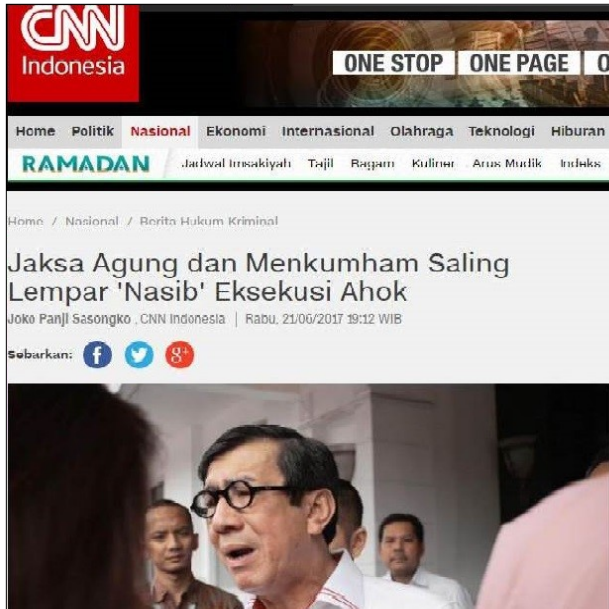 CNN
Indonesia
ONE STOP ONE PAGE
Home Politik Nasional Ekonomi Internasional Olahraga Teknologi Hiburan
RAMADAN Jadwal Imsakiyah Tajil Ragam Kuliner Arus Mudik Indeks
Home / Nasional / Berita Hukum Kriminal
Jaksa Agung dan Menkumham Saling
Lempar 'Nasib' Eksekusi Ahok
Joko Panji Sasongko , CNN Indonesia | Rabu, 21/06/2017 19:12 WIB
Sebarkan: f 8+